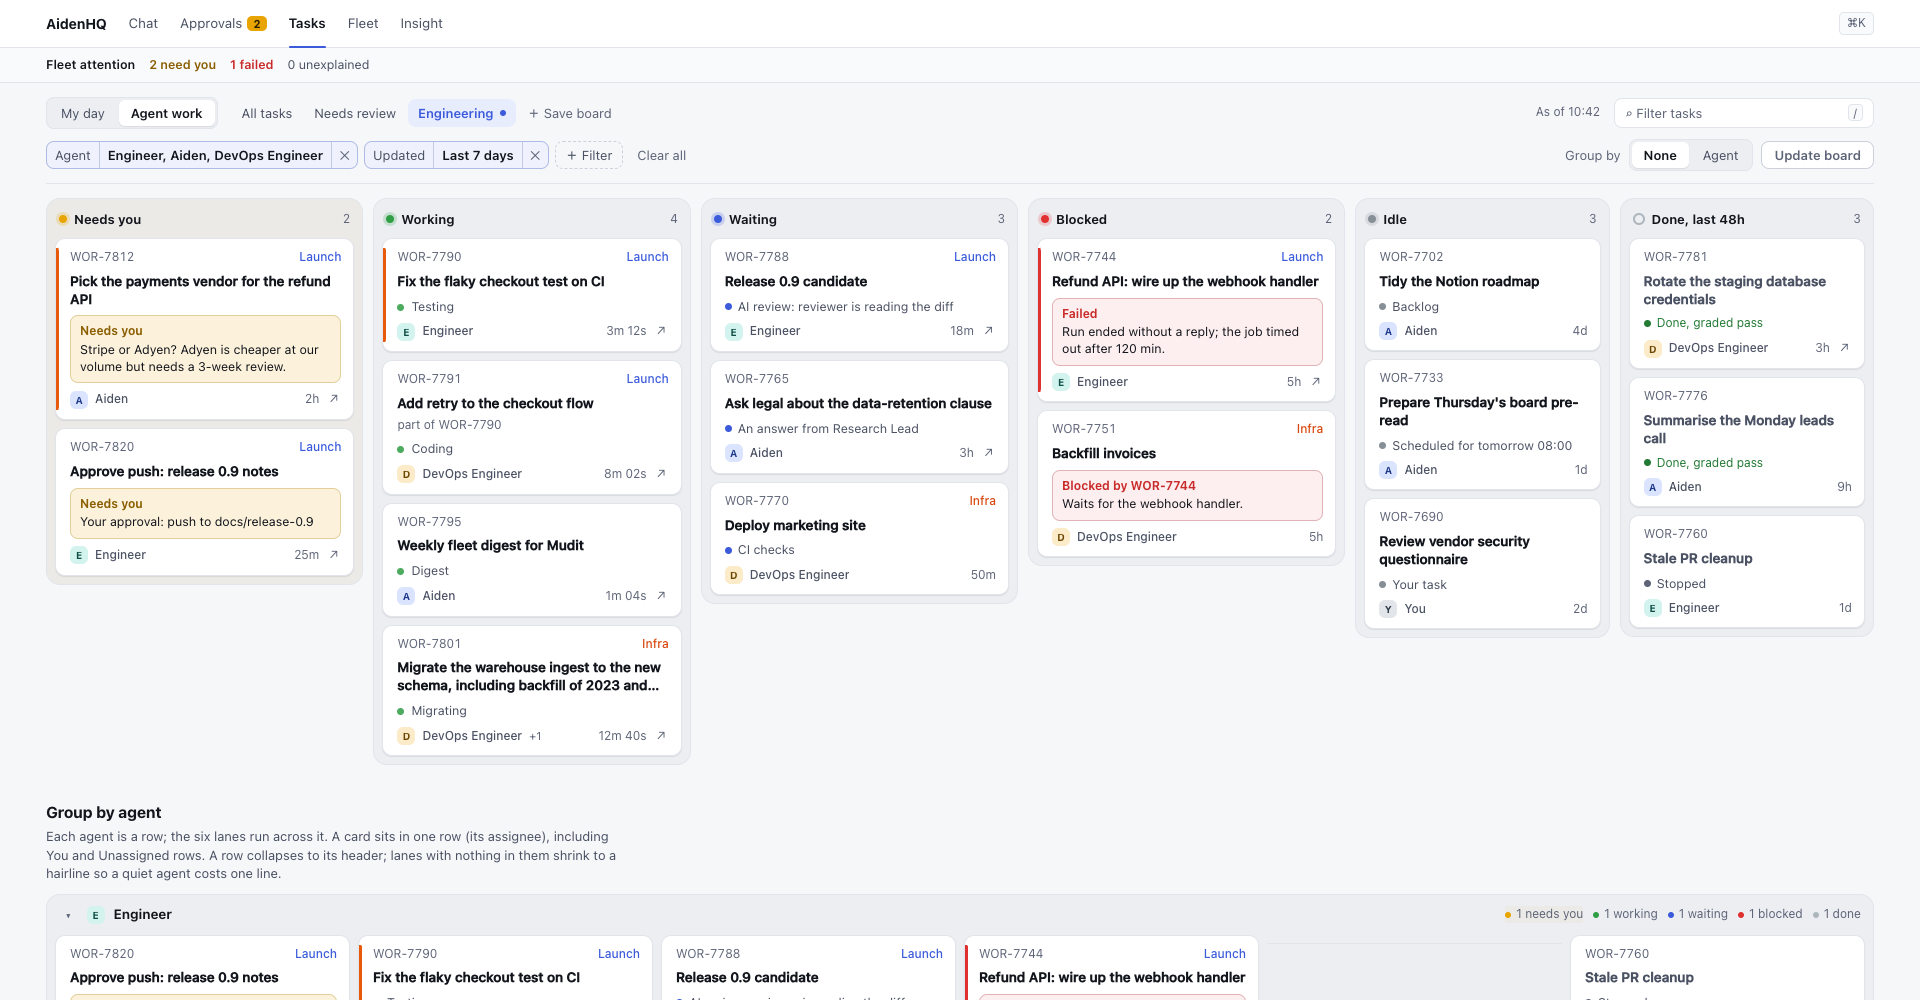 AidenHQ Chat Approvals 2 Tasks Fleet Insight ⌘K
Fleet attention 2 need you 1 failed 0 unexplained
My day Agent work All tasks Needs review Engineering + Save board As of 10:42 Filter tasks /
Agent Engineer, Aiden, DevOps Engineer × Updated Last 7 days × + Filter Clear all Group by None Agent Update board
Needs you 2
WOR-7812 Launch
Pick the payments vendor for the refund
API
Needs you
Stripe or Adyen? Adyen is cheaper at our
volume but needs a 3-week review.
A Aiden 2h ↗
WOR-7820 Launch
Approve push: release 0.9 notes
Needs you
Your approval: push to docs/release-0.9
E Engineer 25m ↗
Working 4
WOR-7790 Launch
Fix the flaky checkout test on CI
Testing
E Engineer 3m 12s ↗
WOR-7791 Launch
Add retry to the checkout flow
part of WOR-7790
Coding
D DevOps Engineer 8m 02s ↗
WOR-7795
Weekly fleet digest for Mudit
Digest
A Aiden 1m 04s ↗
WOR-7801 Infra
Migrate the warehouse ingest to the new
schema, including backfill of 2023 and...
Migrating
D DevOps Engineer +1 12m 40s ↗
Waiting 3
WOR-7788 Launch
Release 0.9 candidate
AI review: reviewer is reading the diff
E Engineer 18m ↗
WOR-7765
Ask legal about the data-retention clause
An answer from Research Lead
A Aiden 3h ↗
WOR-7770 Infra
Deploy marketing site
CI checks
D DevOps Engineer 50m
Blocked 2
WOR-7744 Launch
Refund API: wire up the webhook handler
Failed
Run ended without a reply; the job timed
out after 120 min.
E Engineer 5h ↗
WOR-7751 Infra
Backfill invoices
Blocked by WOR-7744
Waits for the webhook handler.
D DevOps Engineer 5h
Idle 3
WOR-7702
Tidy the Notion roadmap
Backlog
A Aiden 4d
WOR-7733
Prepare Thursday's board pre-
read
Scheduled for tomorrow 08:00
A Aiden 1d
WOR-7690
Review vendor security
questionnaire
Your task
Y You 2d
Done, last 48h 3
WOR-7781
Rotate the staging database
credentials
Done, graded pass
D DevOps Engineer 3h ↗
WOR-7776
Summarise the Monday leads
call
Done, graded pass
A Aiden 9h
WOR-7760
Stale PR cleanup
Stopped
E Engineer 1d
Group by agent
Each agent is a row; the six lanes run across it. A card sits in one row (its assignee), including
You and Unassigned rows. A row collapses to its header; lanes with nothing in them shrink to a
hairline so a quiet agent costs one line.
E Engineer 1 needs you 1 working 1 waiting 1 blocked 1 done
WOR-7820 Launch
Approve push: release 0.9 notes
WOR-7790 Launch
Fix the flaky checkout test on CI
WOR-7788 Launch
Release 0.9 candidate
WOR-7744 Launch
Refund API: wire up the webhook handler
WOR-7760
Stale PR cleanup